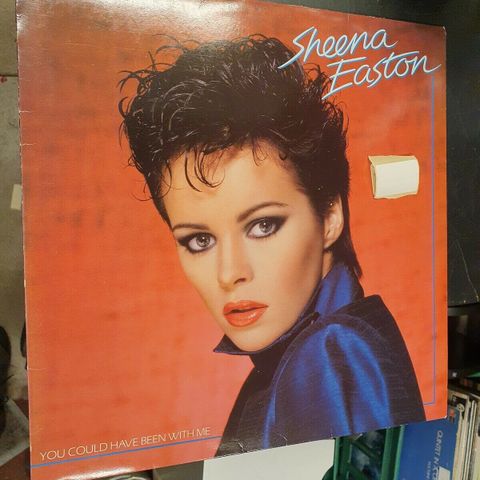 Sheena
Easton
YOU COULD HAVE BEEN WITH ME